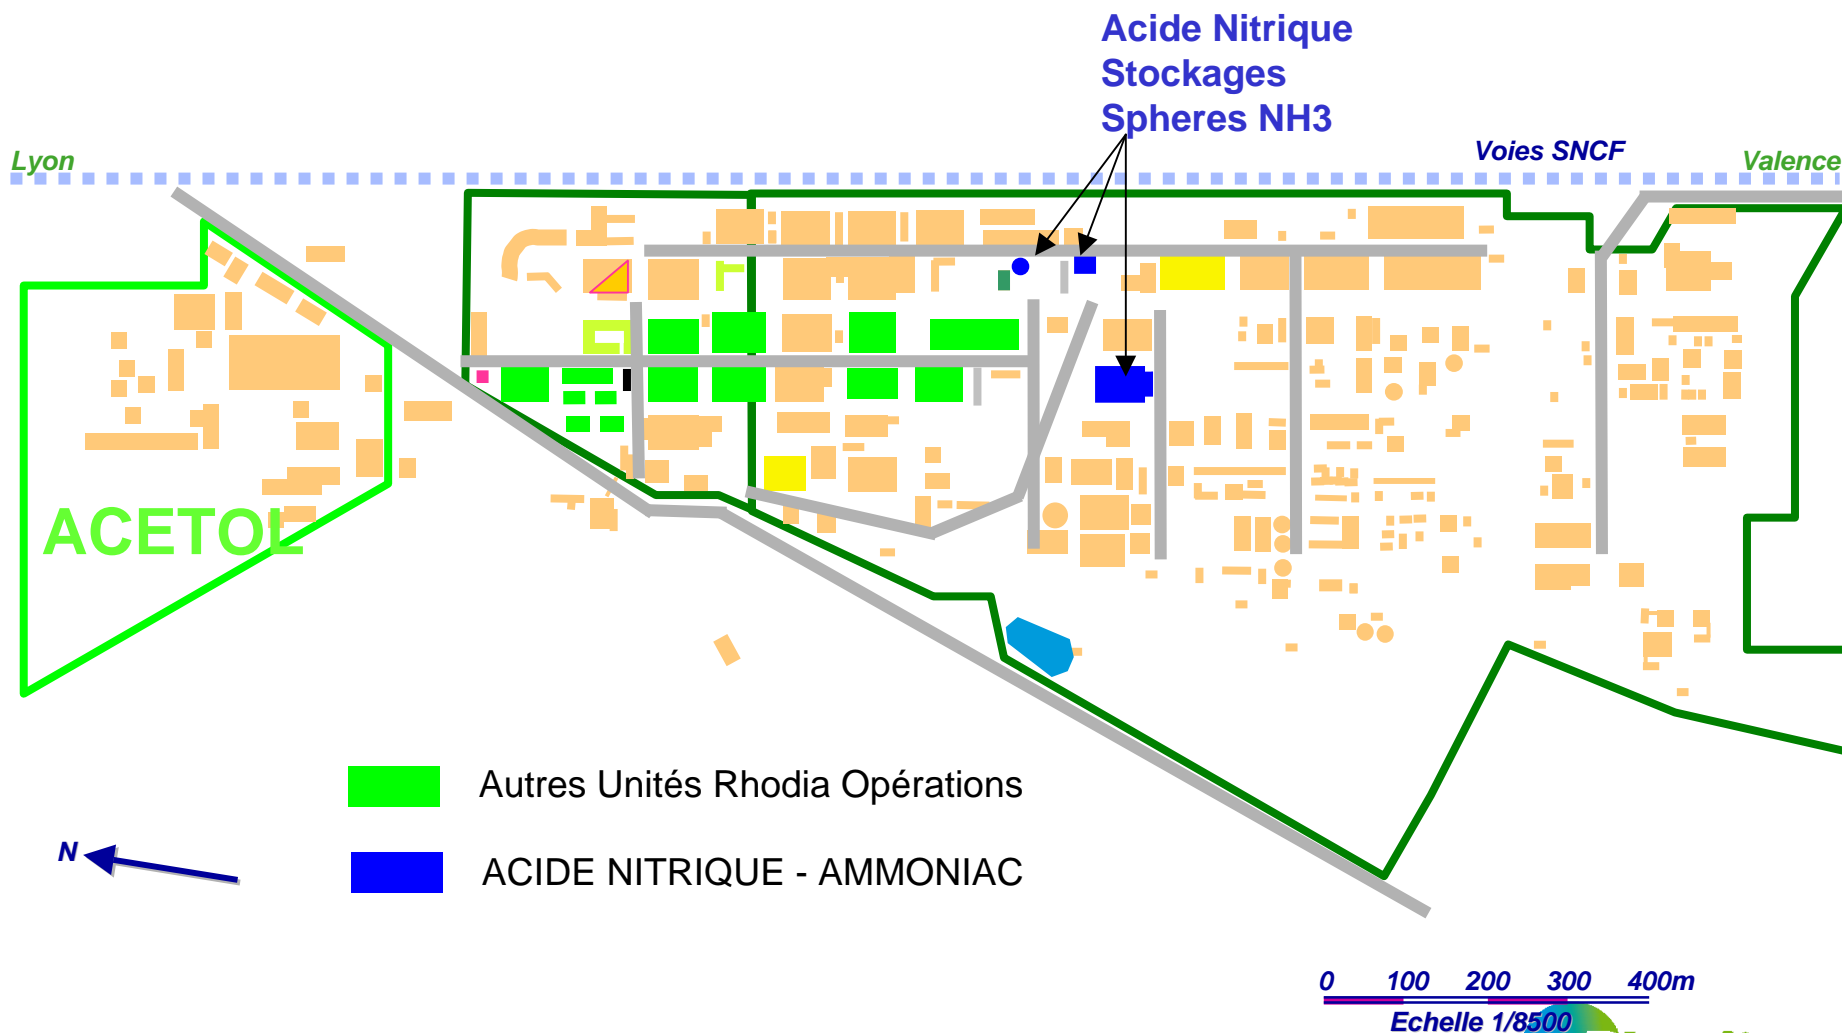 Acide Nitrique
Stockages
Spheres NH3
Lyon
Voies SNCF
Valence
ACETOL
Autres Unités Rhodia Opérations
N
ACIDE NITRIQUE - AMMONIAC
0 100 200 300 400m
Echelle 1/8500